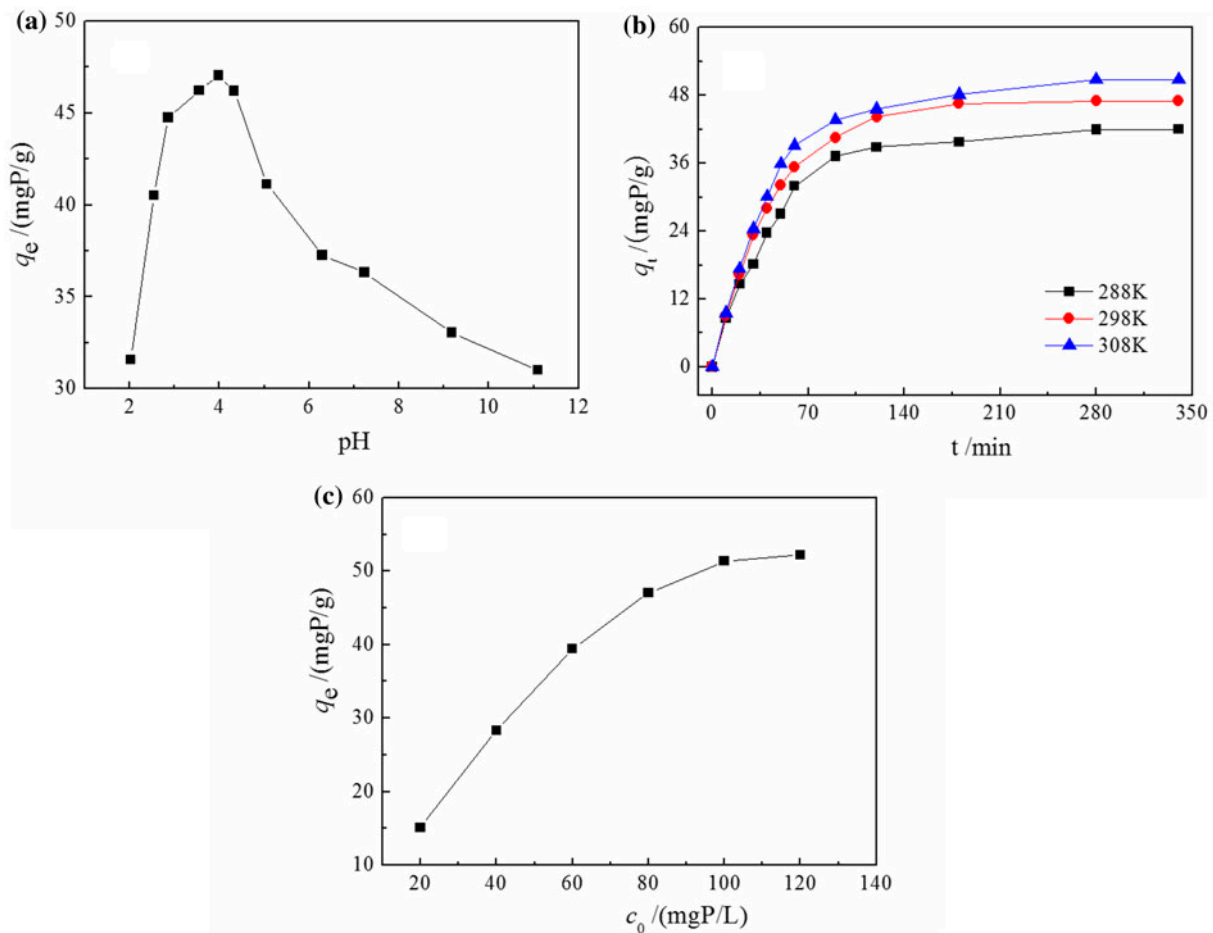 (a)
50
45
40
35
30
qe /(mgP/g)
2 4 6 8 10 12
pH
(b)
60
48
36
24
12
0
qt /(mgP/g)
288K
298K
308K
0 70 140 210 280 350
t /min
(c)
60
50
40
30
20
10
qe /(mgP/g)
20 40 60 80 100 120 140
c0 /(mgP/L)